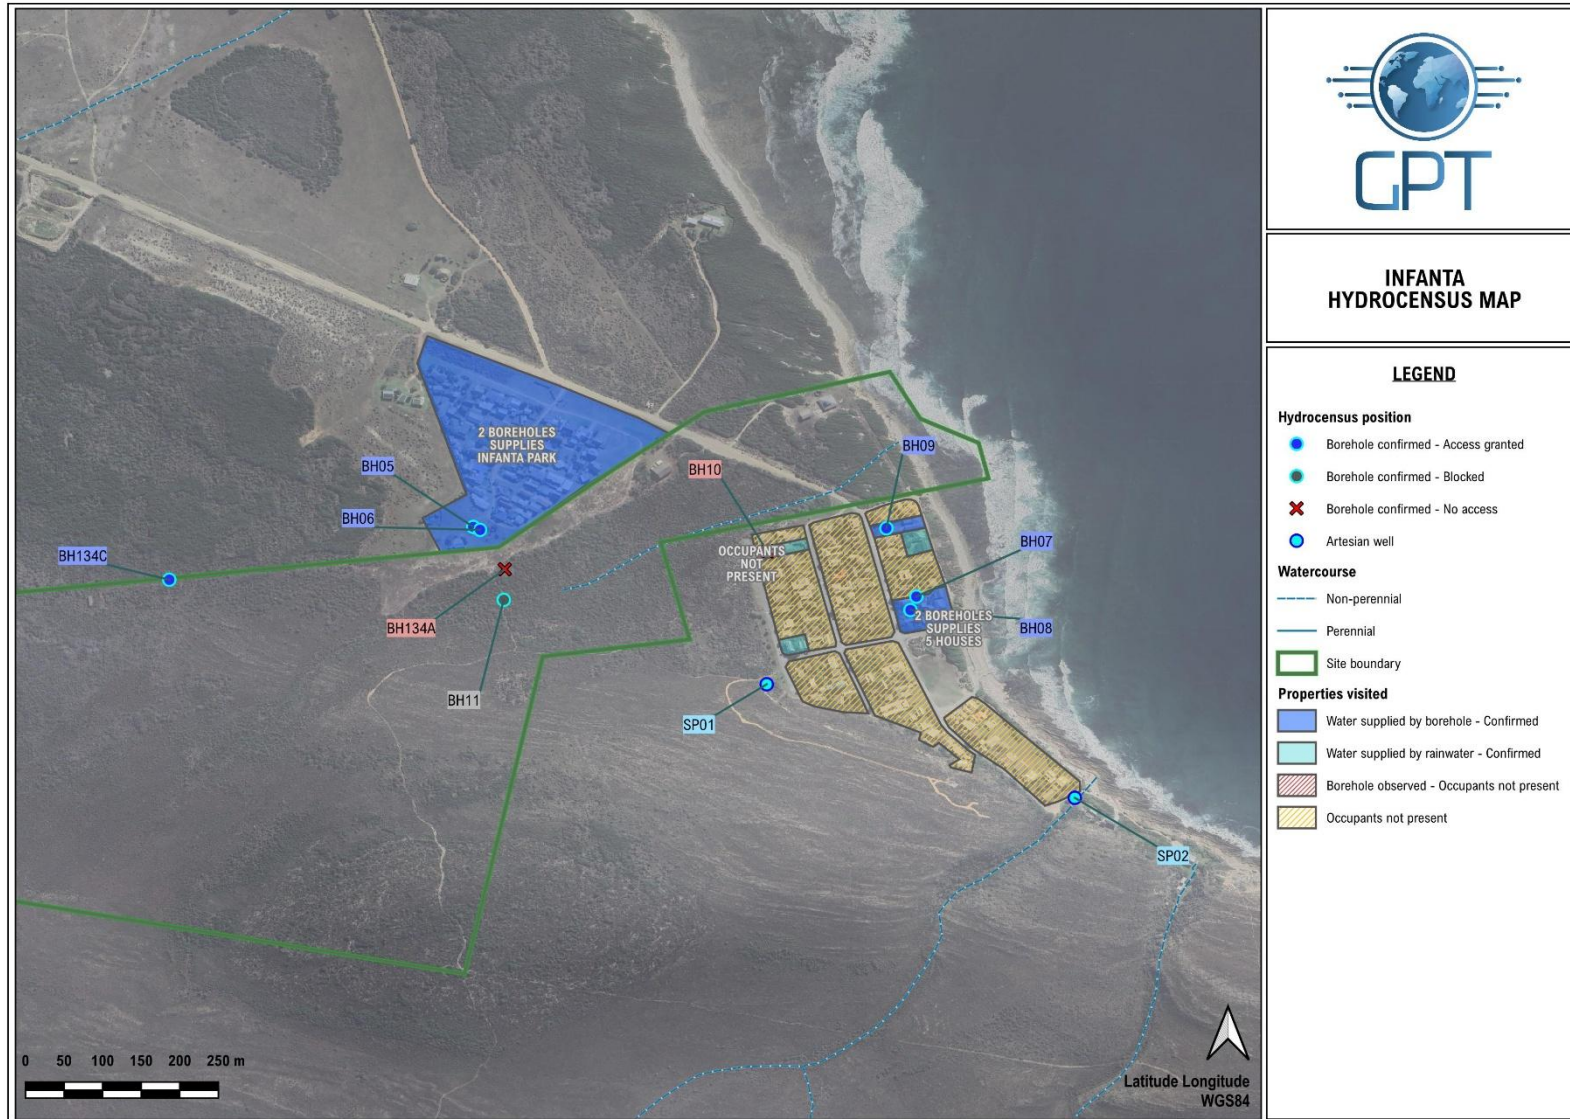 GPT
INFANTA
HYDROCENSUS MAP
LEGEND
Hydrocensus position
Borehole confirmed - Access granted
Borehole confirmed - Blocked
Borehole confirmed - No access
Artesian well
Watercourse
Non-perennial
Perennial
Site boundary
Properties visited
Water supplied by borehole - Confirmed
Water supplied by rainwater - Confirmed
Borehole observed - Occupants not present
Occupants not present
2 BOREHOLES
SUPPLIES
INFANTA PARK
BH05
BH06
BH134C
BH134A
BH11
BH10
BH09
OCCUPANTS
NOT
PRESENT
BH07
2 BOREHOLES
SUPPLIES
5 HOUSES
BH08
SP01
SP02
0 50 100 150 200 250 m
Latitude Longitude
WGS84